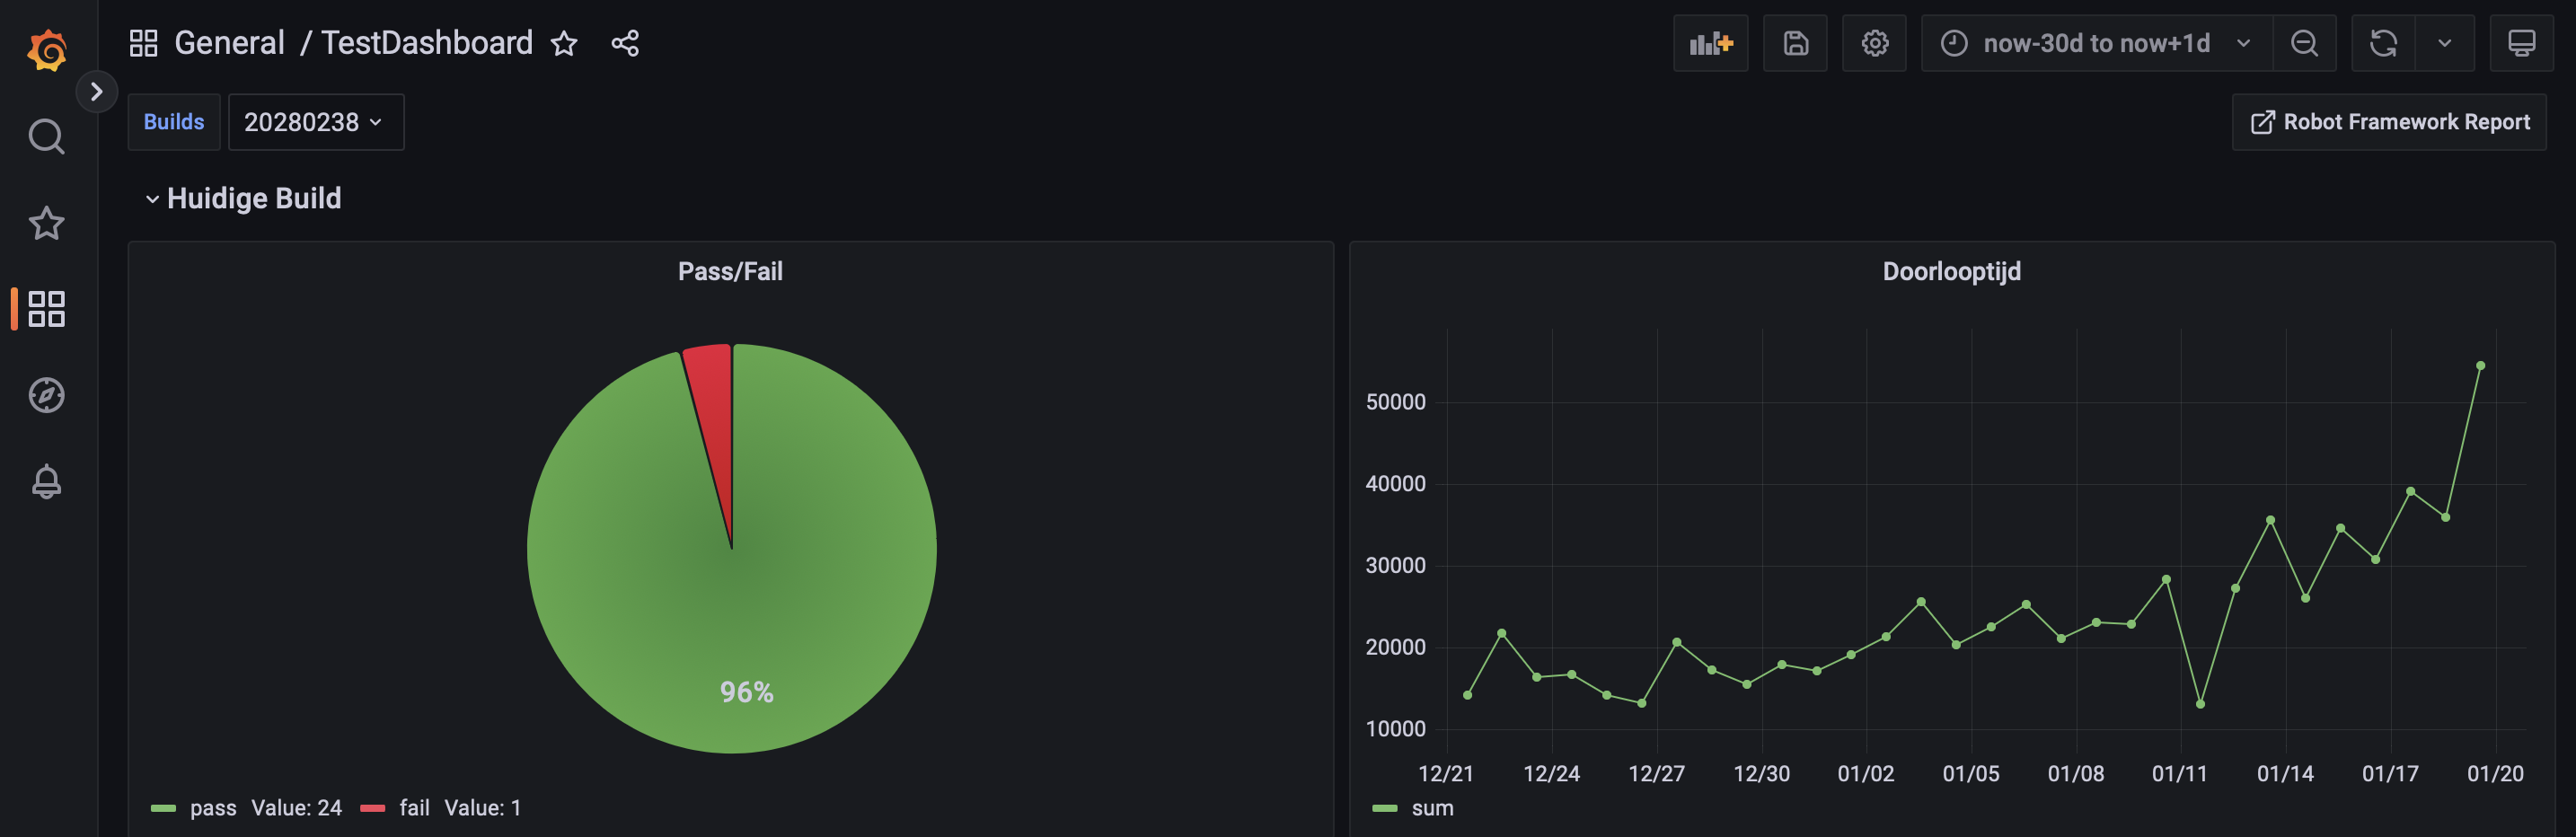 General / TestDashboard
now-30d to now+1d
Builds 20280238
Robot Framework Report
Huidige Build
Pass/Fail
96%
pass Value: 24 fail Value: 1
Doorlooptijd
50000
40000
30000
20000
10000
12/21 12/24 12/27 12/30 01/02 01/05 01/08 01/11 01/14 01/17 01/20
sum